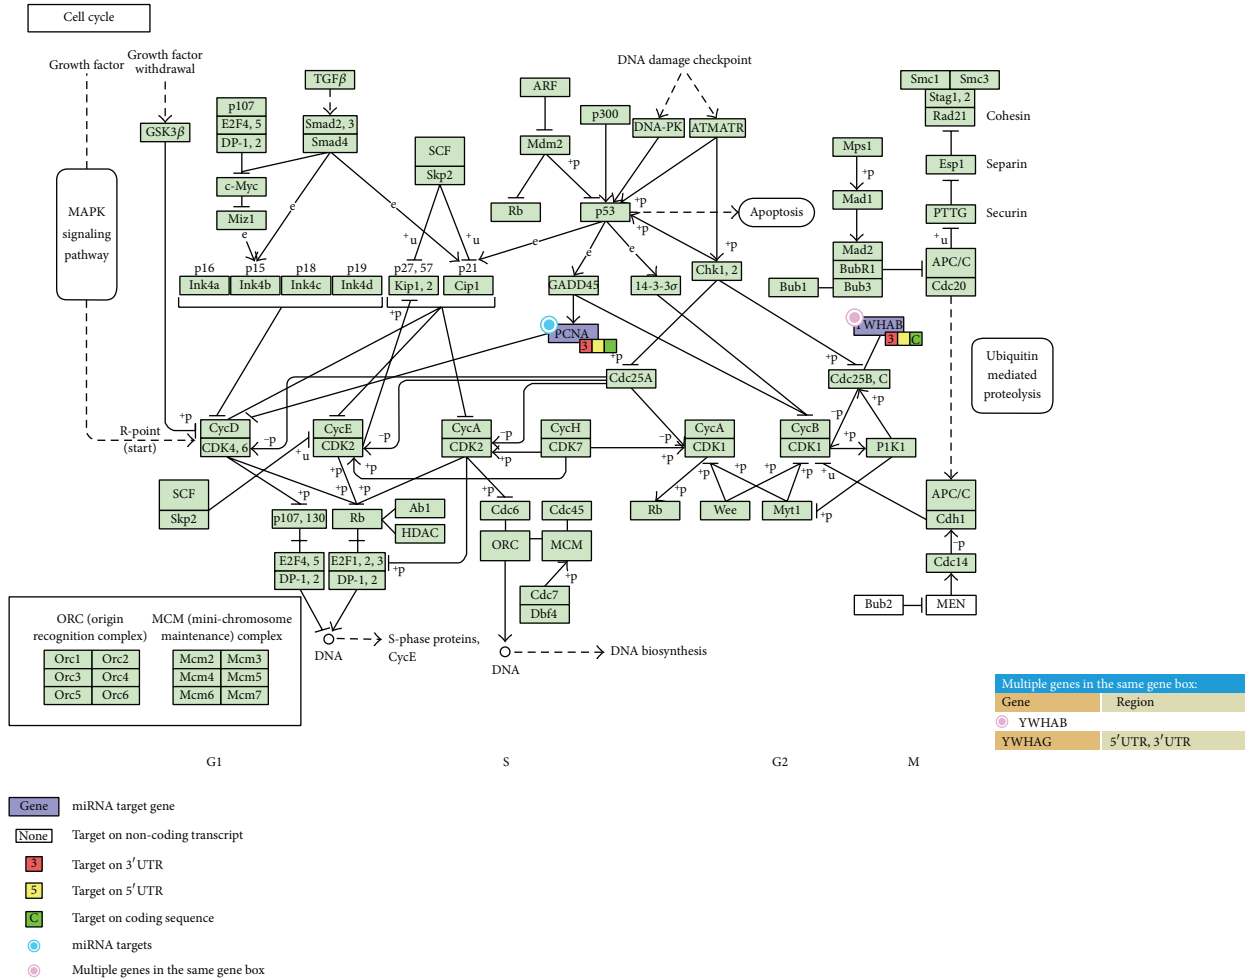 Cell cycle
Growth factor
Growth factor
withdrawal
GSK3β
MAPK
signaling
pathway
R-point
(start)
p107
E2F4, 5
DP-1, 2
c-Myc
Miz1
TGFβ
Smad2, 3
Smad4
e
e
e
SCF
Skp2
+u
+u
ARF
Mdm2
+p
Rb
p300
DNA damage checkpoint
DNA-PK
ATMATR
p53
+p
+p
Apoptosis
e
e
e
+p
Chk1, 2
GADD45
14-3-3σ
p16
Ink4a
p15
Ink4b
p18
Ink4c
p19
Ink4d
p27, 57
Kip1, 2
p21
Cip1
+p
PCNA
3
+p
Cdc25A
Mps1
+p
Mad1
Mad2
BubR1
Bub3
Bub1
YWHAB
3
5
C
+p
Cdc25B, C
Smc1
Smc3
Stag1, 2
Rad21
Cohesin
Esp1
Separin
PTTG
Securin
+u
APC/C
Cdc20
Ubiquitin
mediated
proteolysis
+p
CycD
CDK4, 6
−p
CycE
CDK2
−p
+u
+p
CycA
CDK2
−p
+p
CycH
CDK7
−p
+p
CycA
CDK1
CycB
CDK1
−p
+p
+p
P1K1
SCF
Skp2
+p
+p
+p
p107, 130
Rb
Ab1
HDAC
E2F4, 5
DP-1, 2
E2F1, 2, 3
DP-1, 2
+p
+p
Cdc6
Cdc45
ORC
MCM
+p
Cdc7
Dbf4
+p
Rb
+p
+p
+p
+u
Wee
Myt1
+p
APC/C
Cdh1
−p
Cdc14
Bub2
MEN
DNA
S-phase proteins,
CycE
DNA
DNA biosynthesis
ORC (origin
recognition complex)
Orc1 Orc2
Orc3 Orc4
Orc5 Orc6
MCM (mini-chromosome
maintenance) complex
Mcm2 Mcm3
Mcm4 Mcm5
Mcm6 Mcm7
Multiple genes in the same gene box:
Gene Region
YWHAB
YWHAG 5′UTR, 3′UTR
G1 S G2 M
Gene miRNA target gene
None Target on non-coding transcript
3 Target on 3′UTR
5 Target on 5′UTR
C Target on coding sequence
miRNA targets
Multiple genes in the same gene box